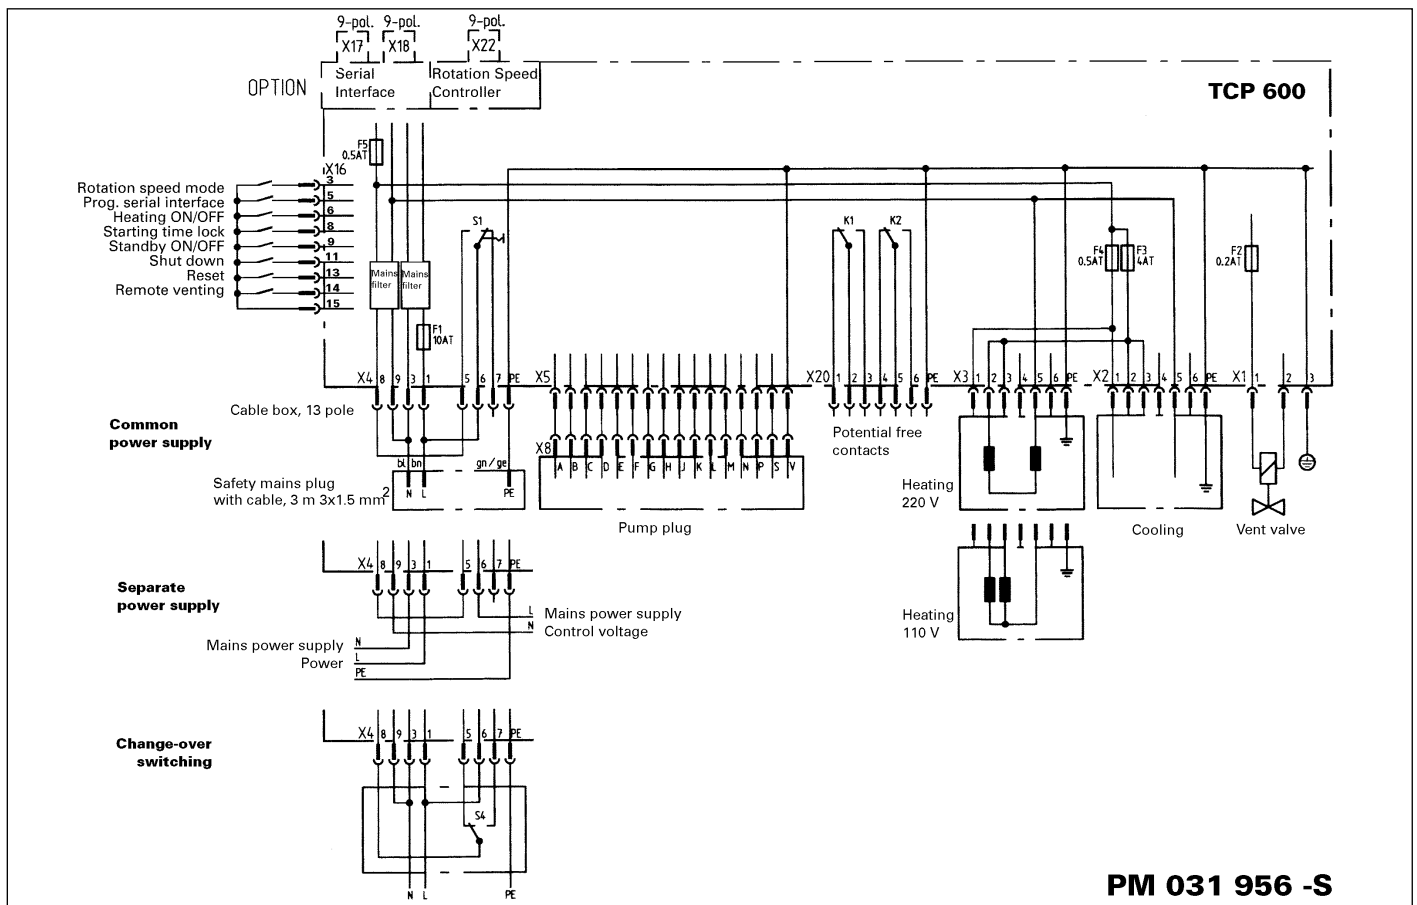 9-pol. 9-pol. 9-pol.
X17 X18 X22
OPTION
Serial
Interface
Rotation Speed
Controller
TCP 600
F5
0.5AT
X16
Rotation speed mode 3
Prog. serial interface 5
Heating ON/OFF 6
Starting time lock 8
Standby ON/OFF 9
Shut down 11
Reset 13
Remote venting 14
15
Mains
filter
Mains
filter
F1
10AT
S1
K1 K2
F4
0.5AT
F3
4AT
F2
0.2AT
X4 8 9 3 1 5 6 7 PE
X5
X20 1 2 3 4 5 6 PE
X3 1 2 3 4 5 6 PE
X2 1 2 3 4 5 6 PE
X1 1 2 3
Cable box, 13 pole
Common
power supply
bl bn gn/ge
Safety mains plug
with cable, 3 m 3x1.5 mm2
N L PE
X8
A B C D E F G H J K L M N P S V
Pump plug
Potential free
contacts
Heating
220 V
Cooling
Vent valve
Heating
110 V
X4 8 9 3 1 5 6 7 PE
Separate
power supply
L Mains power supply
N Control voltage
Mains power supply N
Power L
PE
X4 8 9 3 1 5 6 7 PE
Change-over
switching
S4
N L PE
PM 031 956 -S